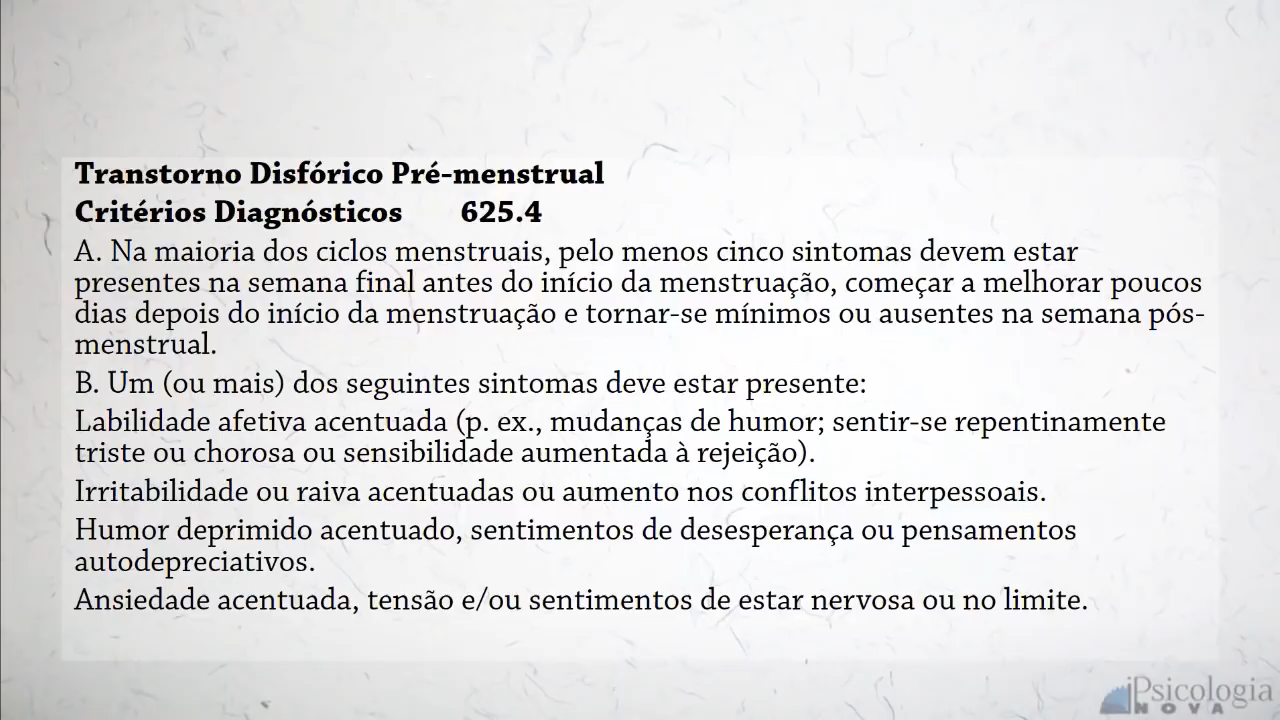 Transtorno Disfórico Pré-menstrual
Critérios Diagnósticos 625.4
A. Na maioria dos ciclos menstruais, pelo menos cinco sintomas devem estar
presentes na semana final antes do início da menstruação, começar a melhorar poucos
dias depois do início da menstruação e tornar-se mínimos ou ausentes na semana pós-
menstrual.
B. Um (ou mais) dos seguintes sintomas deve estar presente:
Labilidade afetiva acentuada (p. ex., mudanças de humor; sentir-se repentinamente
triste ou chorosa ou sensibilidade aumentada à rejeição).
Irritabilidade ou raiva acentuadas ou aumento nos conflitos interpessoais.
Humor deprimido acentuado, sentimentos de desesperança ou pensamentos
autodepreciativos.
Ansiedade acentuada, tensão e/ou sentimentos de estar nervosa ou no limite.
Psicologia
NOVA